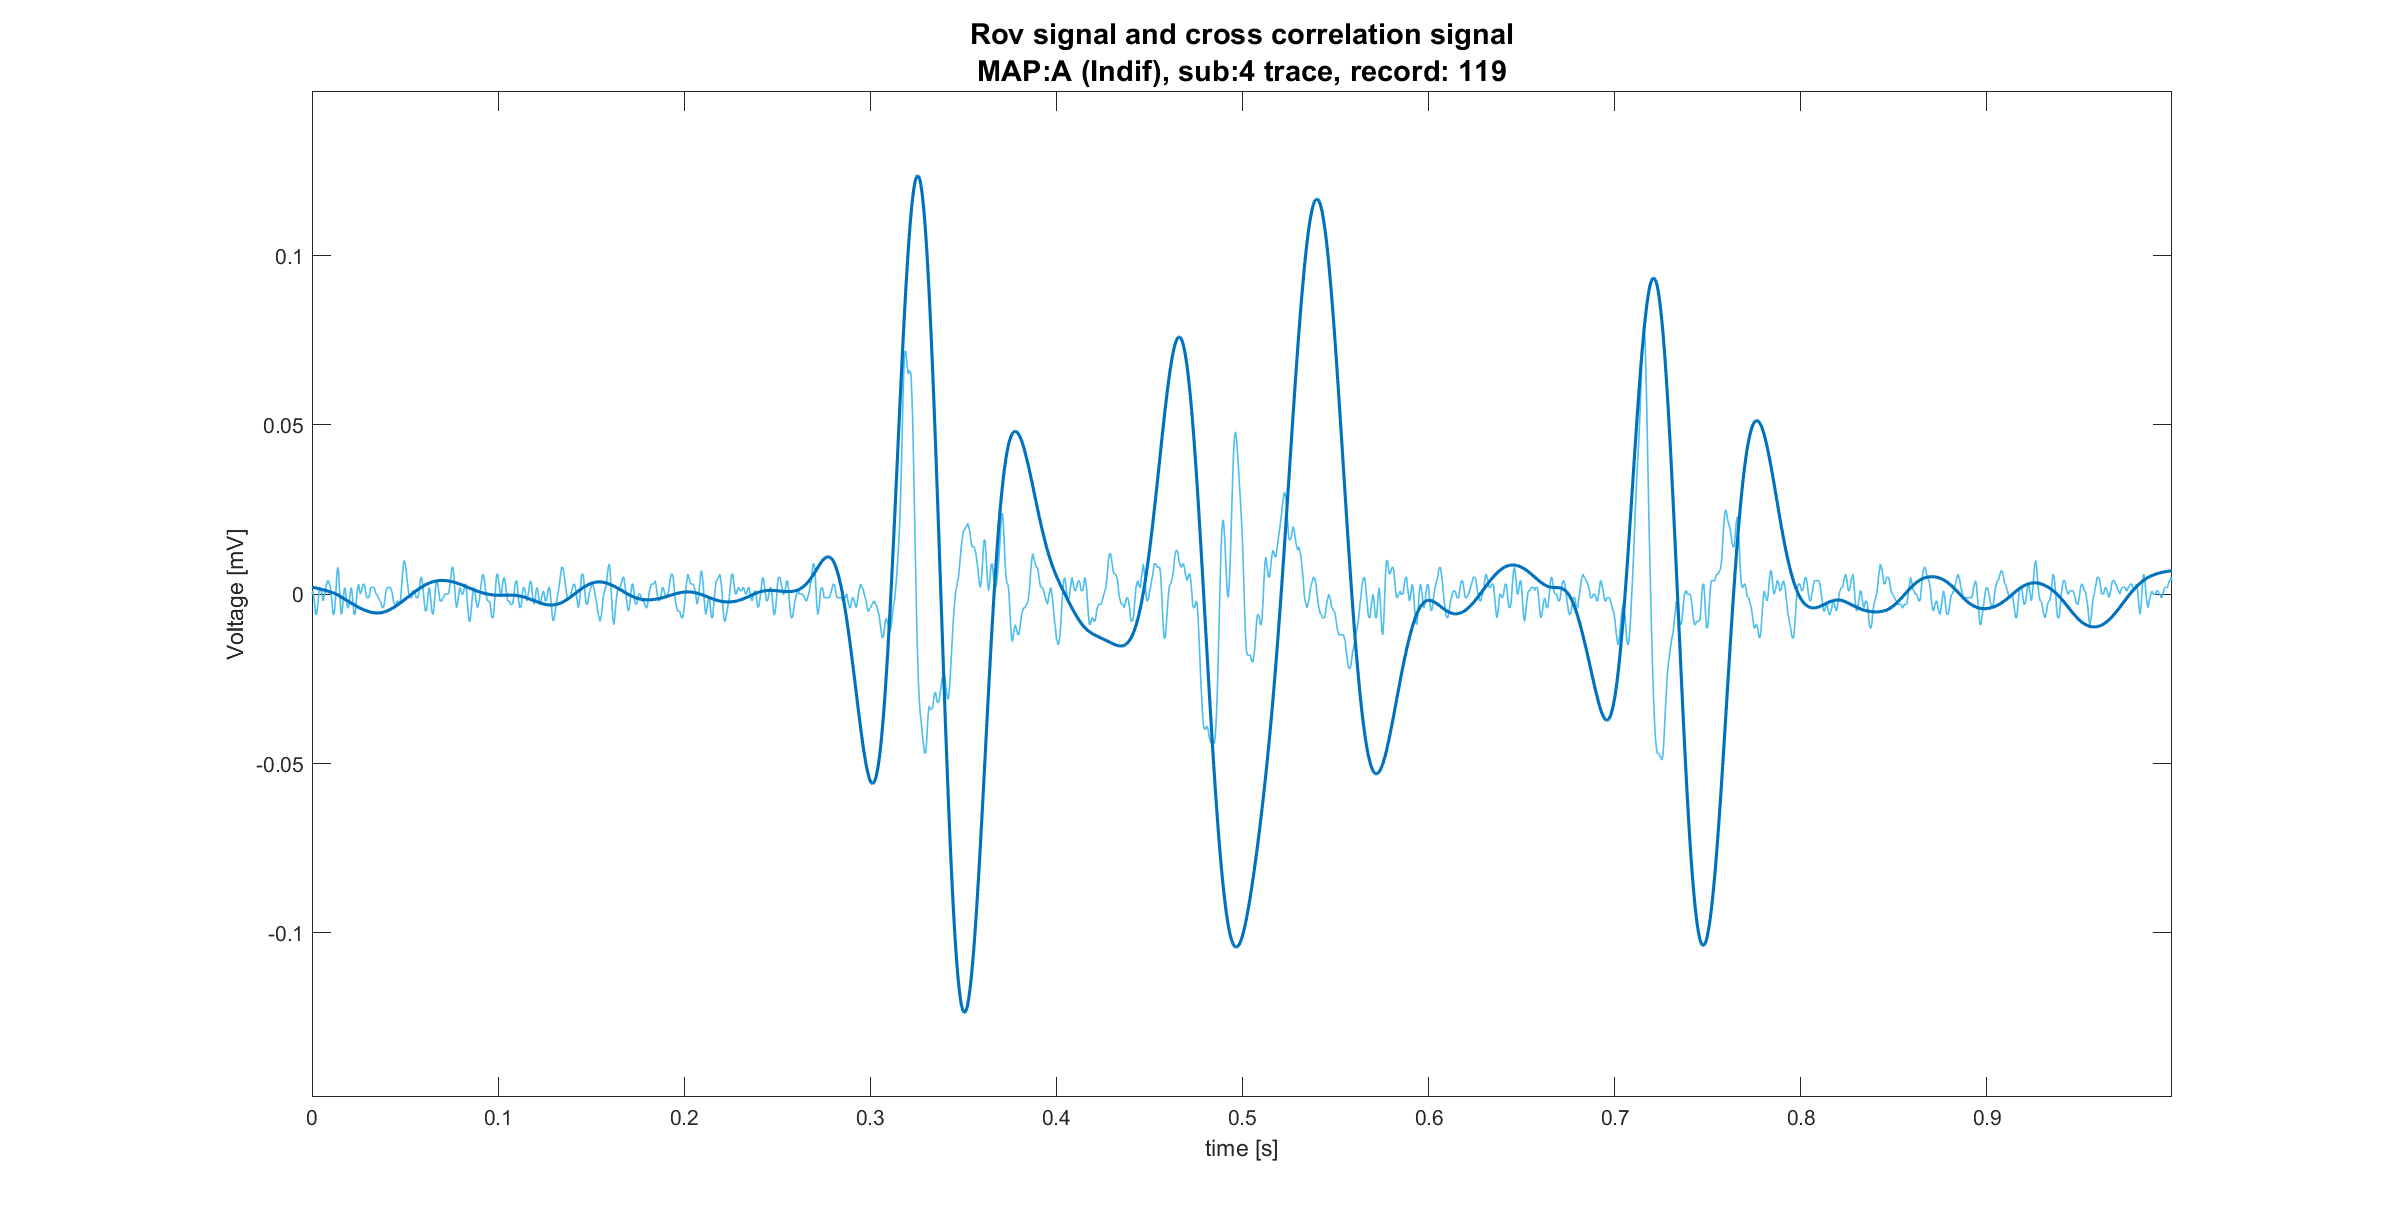 Rov signal and cross correlation signal
MAP:A (Indif), sub:4 trace, record: 119
Voltage [mV]
0.1
0.05
0
-0.05
-0.1
0 0.1 0.2 0.3 0.4 0.5 0.6 0.7 0.8 0.9
time [s]